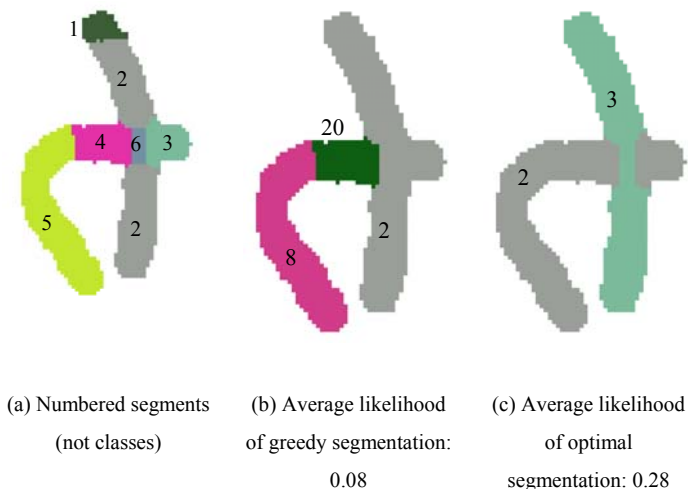 1
2
4
6
3
5
2
20
8
2
3
2
(a) Numbered segments
(not classes)
(b) Average likelihood
of greedy segmentation:
0.08
(c) Average likelihood
of optimal
segmentation: 0.28